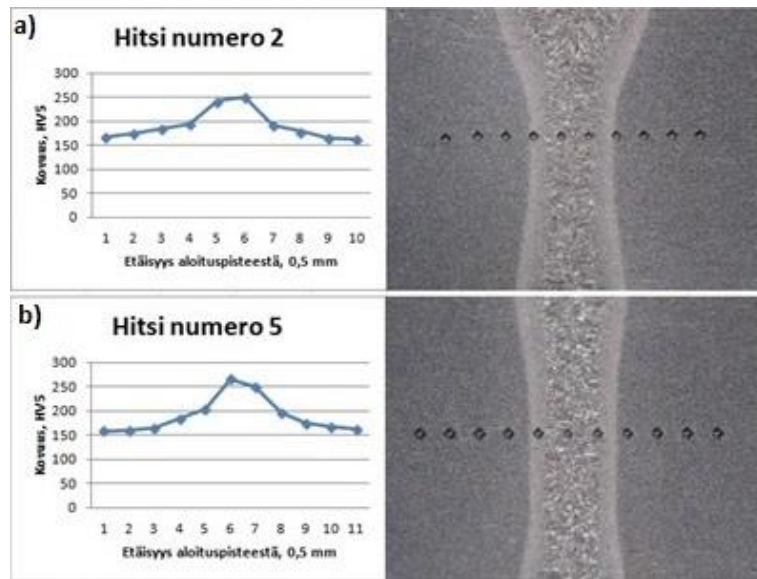 a)
Hitsi numero 2
Kovuus, HV5
300
250
200
150
100
50
0
1 2 3 4 5 6 7 8 9 10
Etäisyys aloituspisteestä, 0,5 mm
b)
Hitsi numero 5
Kovuus, HV5
300
250
200
150
100
50
0
1 2 3 4 5 6 7 8 9 10 11
Etäisyys aloituspisteestä, 0,5 mm